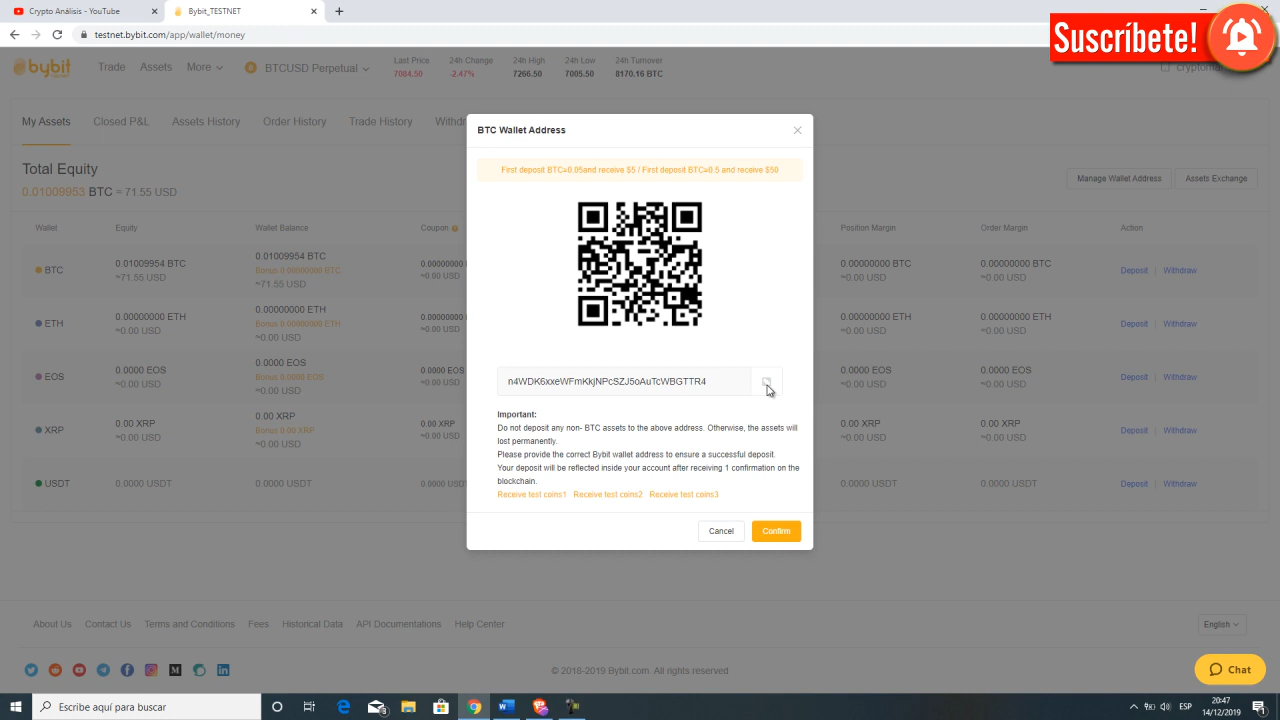 Crypto Análisis - YouTube
Bybit_TESTNET
testnet.bybit.com/app/wallet/money
Suscríbete!
bybit
Trade Assets More BTCUSD Perpetual
Last Price 24h Change 24h High 24h Low 24h Turnover
7084.50 -2.47% 7266.50 7005.50 8170.16 BTC
My Assets Closed P&L Assets History Order History Trade History
Total Equity
0.01009953 BTC ≈ 71.55 USD
Manage Wallet Address Assets Exchange
Wallet Equity Wallet Balance Coupon Position Margin Order Margin Action
BTC
0.01009954 BTC
≈71.55 USD
0.01009954 BTC
Bonus 0.00000000 BTC
≈71.55 USD
≈0.00 USD
0.00000000 BTC
≈0.00 USD
0.00000000 BTC
≈0.00 USD
Deposit | Withdraw
ETH
0.00000000 ETH
≈0.00 USD
0.00000000 ETH
Bonus 0.00000000 ETH
≈0.00 USD
≈0.00 USD
0.00000000 ETH
≈0.00 USD
0.00000000 ETH
≈0.00 USD
Deposit | Withdraw
EOS
0.0000 EOS
≈0.00 USD
0.0000 EOS
Bonus 0.0000 EOS
≈0.00 USD
≈0.00 USD
0.0000 EOS
≈0.00 USD
0.0000 EOS
≈0.00 USD
Deposit | Withdraw
XRP
0.00 XRP
≈0.00 USD
0.00 XRP
Bonus 0.00 XRP
≈0.00 USD
≈0.00 USD
0.00 XRP
≈0.00 USD
0.00 XRP
≈0.00 USD
Deposit | Withdraw
USDT 0.0000 USDT 0.0000 USDT 0.0000 USDT 0.0000 USDT Deposit | Withdraw
BTC Wallet Address
First deposit BTC≥0.05and receive $5 / First deposit BTC≥0.5 and receive $50
n4WDK6xxeWFmKkjNPcSZJ5oAuTcWBGTTR4
Important:
Do not deposit any non- BTC assets to the above address. Otherwise, the assets will
lost permanently.
Please provide the correct Bybit wallet address to ensure a successful deposit.
Your deposit will be reflected inside your account after receiving 1 confirmation on the
blockchain.
Receive test coins1 Receive test coins2 Receive test coins3
Cancel Confirm
About Us Contact Us Terms and Conditions Fees Historical Data API Documentations Help Center
English
© 2018-2019 Bybit.com. All rights reserved
Chat
Escribe aquí para buscar
ESP
20:47
14/12/2019